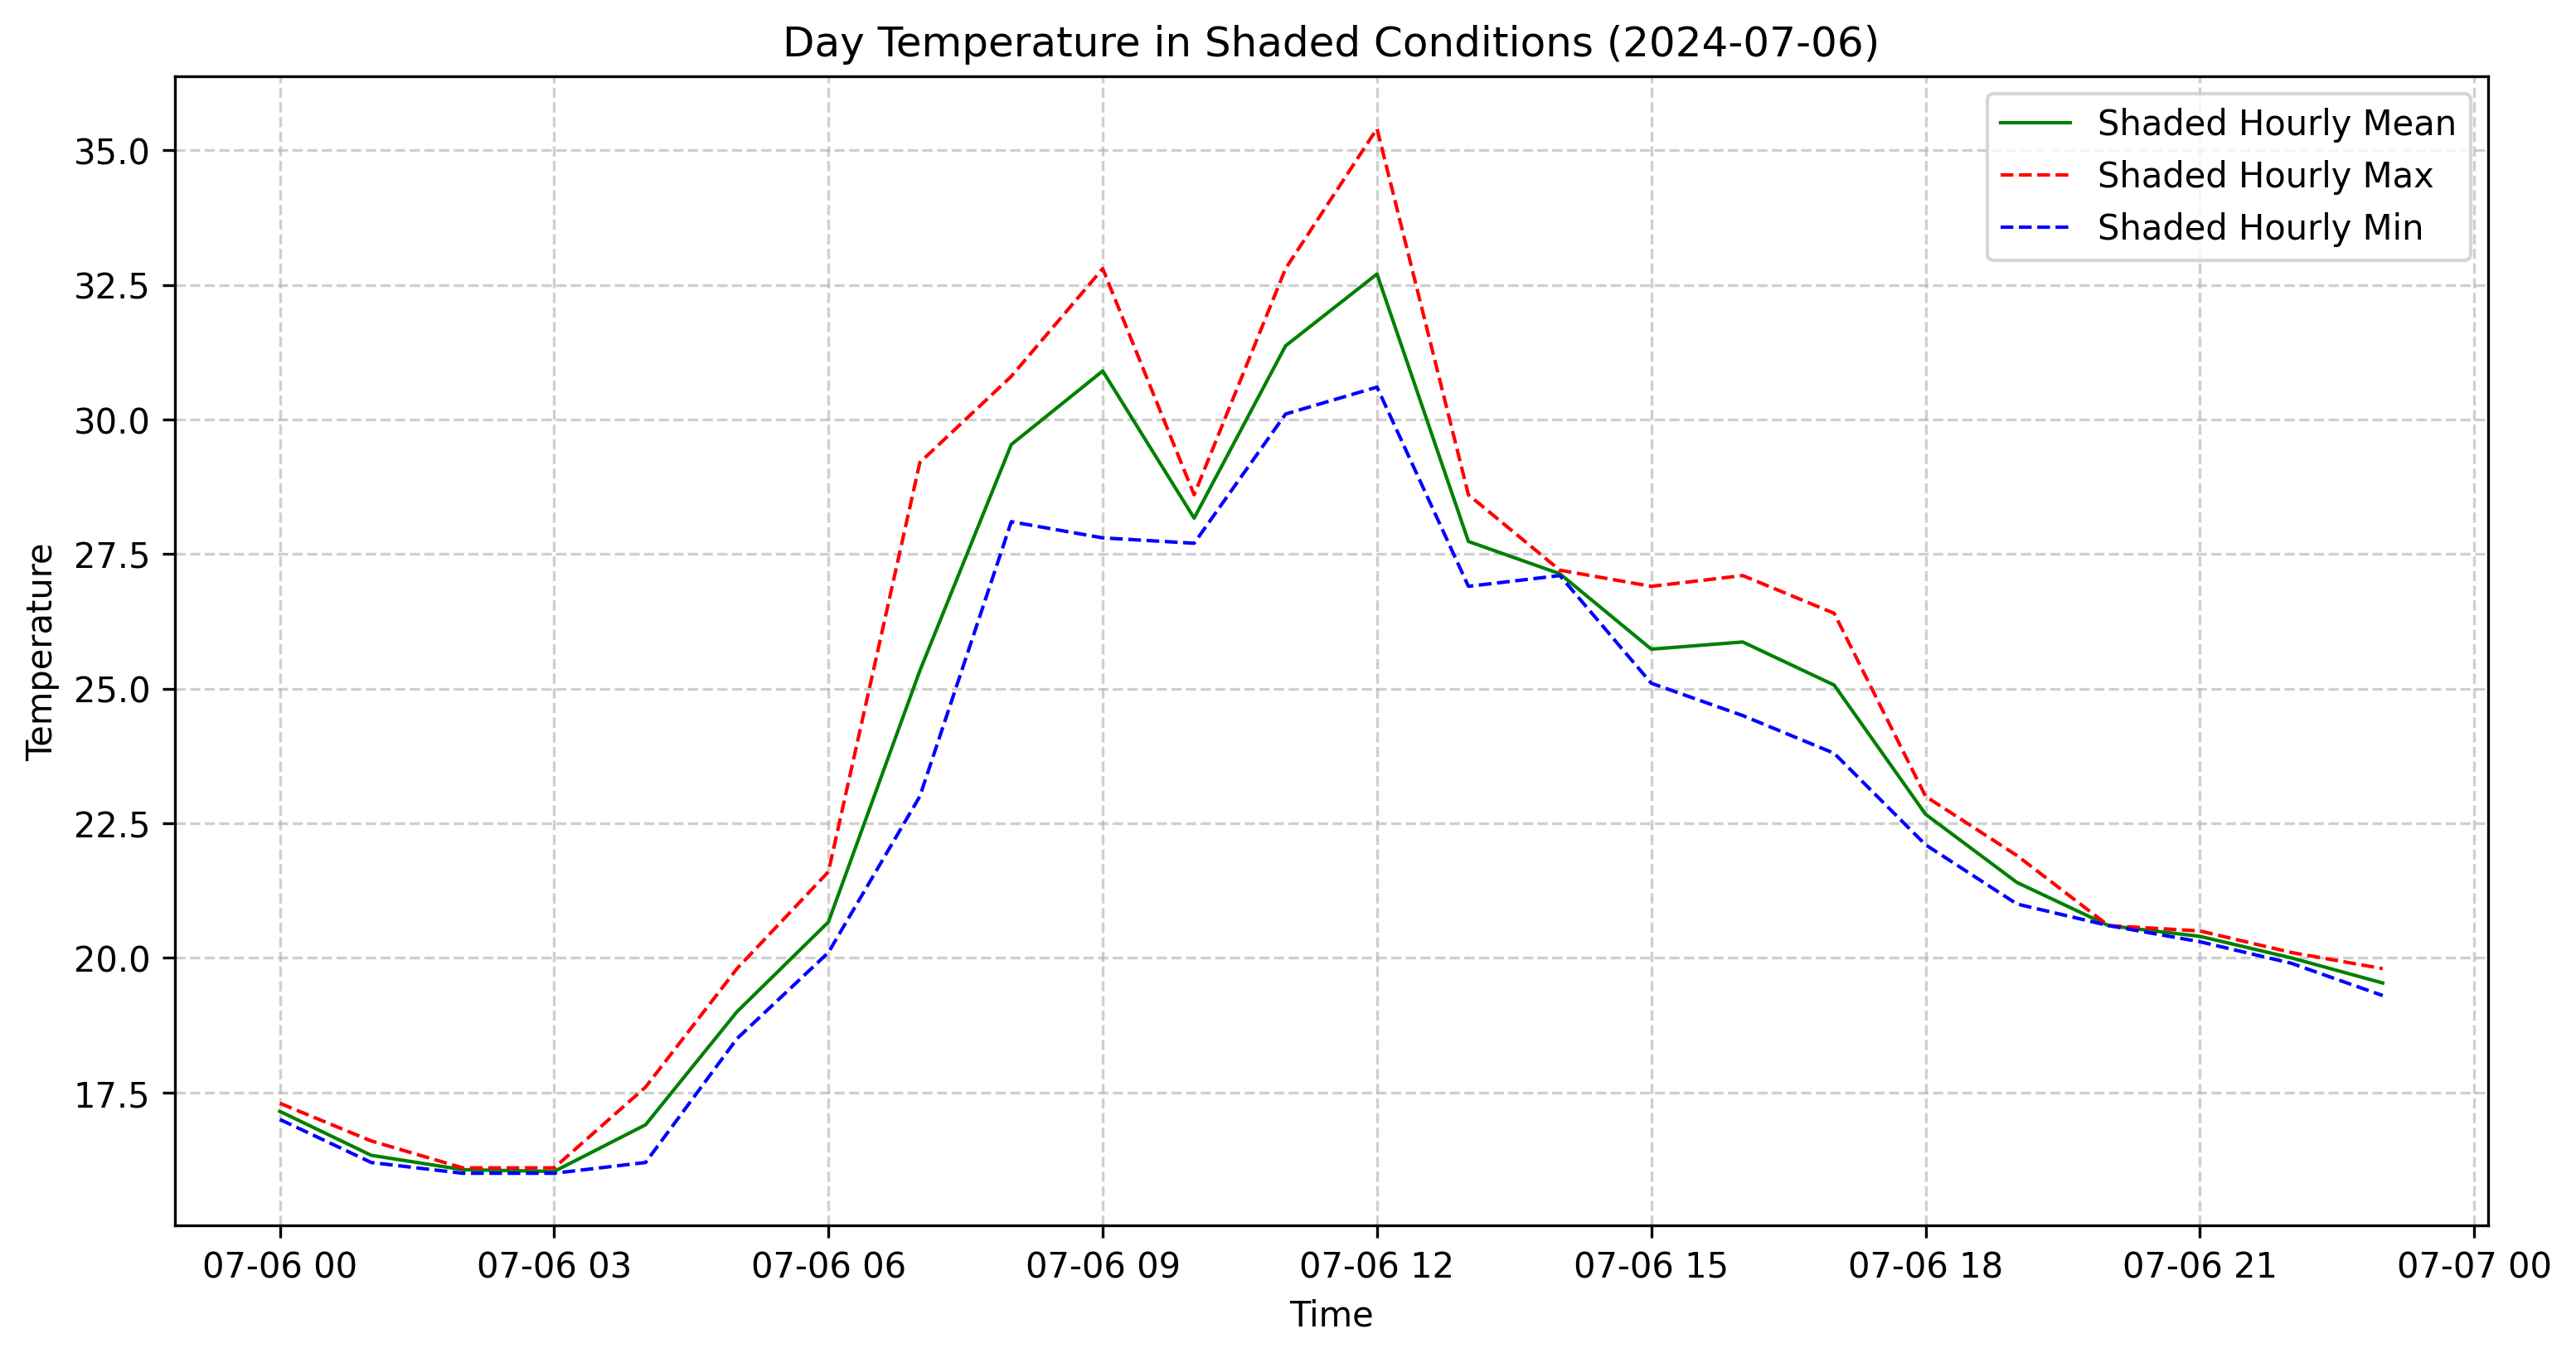 Day Temperature in Shaded Conditions (2024-07-06)
Shaded Hourly Mean
Shaded Hourly Max
Shaded Hourly Min
35.0
32.5
30.0
27.5
25.0
22.5
20.0
17.5
Temperature
07-06 00 07-06 03 07-06 06 07-06 09 07-06 12 07-06 15 07-06 18 07-06 21 07-07 00
Time